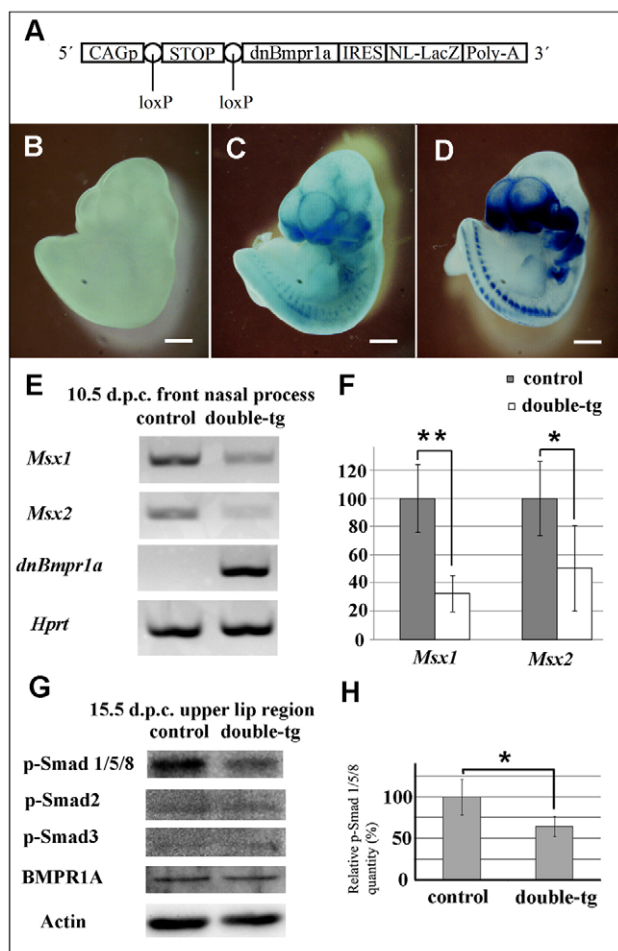 A
5´ CAGp STOP dnBmpr1a IRES NL-LacZ Poly-A 3´
loxP loxP
B C D
E
10.5 d.p.c. front nasal process
control double-tg
Msx1
Msx2
dnBmpr1a
Hprt
F
control
double-tg
** *
120
100
80
60
40
20
0
Msx1 Msx2
G
15.5 d.p.c. upper lip region
control double-tg
p-Smad 1/5/8
p-Smad2
p-Smad3
BMPR1A
Actin
H
*
Relative p-Smad 1/5/8
quantity (%)
100
50
0
control double-tg